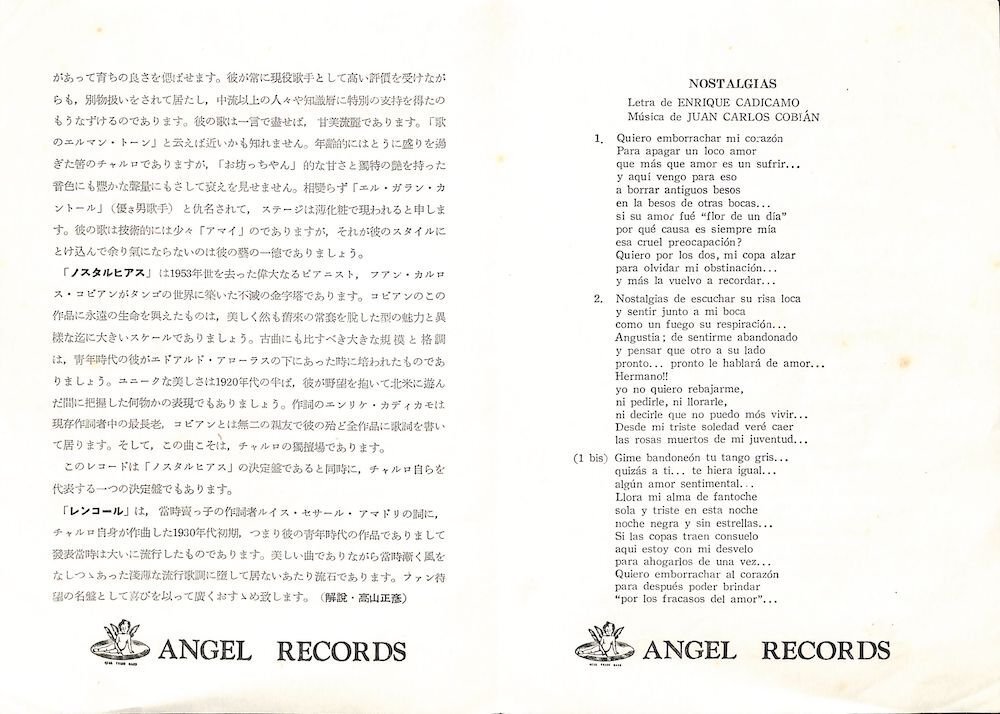 があって育ちの良さを偲ばせます。彼が常に現役歌手として高い評価を受けなが
らも，別物扱いをされて居たし，中流以上の人々や知識層に特別の支持を得たの
もうなずけるのであります。彼の歌は一言で盡せば，甘美流麗であります。「歌
のエルマン・トーン」と云えば近いかも知れません。年齢的にはとうに盛りを過
ぎた筈のチャルロでありますが，「お坊っちゃん」的な甘さと獨特の艶を持った
音色にも豊かな聲量にもさして衰えを見せません。相變らず「エル・ガラン・カ
ントール」（優き男歌手）と仇名されて，ステージは薄化粧で現われると申しま
す。彼の歌は技術的には少々「アマイ」のでありますが，それが彼のスタイルに
とけ込んで余り氣にならないのは彼の藝の一徳でありましょう。
「ノスタルヒアス」は1953年世を去った偉大なるピアニスト，フアン・カルロ
ス・コビアンがタンゴの世界に築いた不滅の金字塔であります。コビアンのこの
作品に永遠の生命を與えたものは，美しく然も舊來の常套を脱した型の魅力と異
様な迄に大きいスケールでありましょう。古曲にも比すべき大きな規模と格調
は，青年時代の彼がエドアルド・アローラスの下にあった時に培われたものであ
りましょう。ユニークな美しさは1920年代の半ば，彼が野望を抱いて北米に遊ん
だ間に把握した何物かの表現でもありましょう。作詞のエンリケ・カディカモは
現存作詞者中の最長老，コビアンとは無二の親友で彼の殆ど全作品に歌詞を書い
て居ります。そして，この曲こそは，チャルロの獨擅場であります。
このレコードは「ノスタルヒアス」の決定盤であると同時に，チャルロ自らを
代表する一つの決定盤でもあります。
「レンコール」は，當時賣っ子の作詞者ルイス・セサール・アマドリの詞に，
チャルロ自身が作曲した1930年代初期，つまり彼の青年時代の作品でありまして
發表當時は大いに流行したものであります。美しい曲でありながら當時漸く風を
なしつゝあった淺薄な流行歌調に墮して居ないあたり流石であります。ファン待
望の名盤として喜びを以って廣くおすゝめ致します。（解説・高山正彦）
ANGEL RECORDS
NOSTALGIAS
Letra de ENRIQUE CADICAMO
Música de JUAN CARLOS COBIÁN
1. Quiero emborrachar mi corazón
Para apagar un loco amor
que más que amor es un sufrir...
y aquí vengo para eso
a borrar antiguos besos
en la besos de otras bocas...
si su amor fué “flor de un día”
por qué causa es siempre mía
esa cruel preocapación?
Quiero por los dos, mi copa alzar
para olvidar mi obstinación...
y más la vuelvo a recordar...
2. Nostalgias de escuchar su risa loca
y sentir junto a mi boca
como un fuego su respiración...
Angustia ; de sentirme abandonado
y pensar que otro a su lado
pronto... pronto le hablará de amor...
Hermano!!
yo no quiero rebajarme,
ni pedirle, ni llorarle,
ni decirle que no puedo mós vivir...
Desde mi triste soledad veré caer
las rosas muertos de mi juventud...
(1 bis) Gime bandoneón tu tango gris...
quizás a ti... te hiera igual...
algún amor sentimental...
Llora mi alma de fantoche
sola y triste en esta noche
noche negra y sin estrellas...
Si las copas traen consuelo
aqui estoy con mi desvelo
para ahogarlos de una vez...
Quiero emborrachar al corazón
para después poder brindar
“por los fracasos del amor”...
ANGEL RECORDS